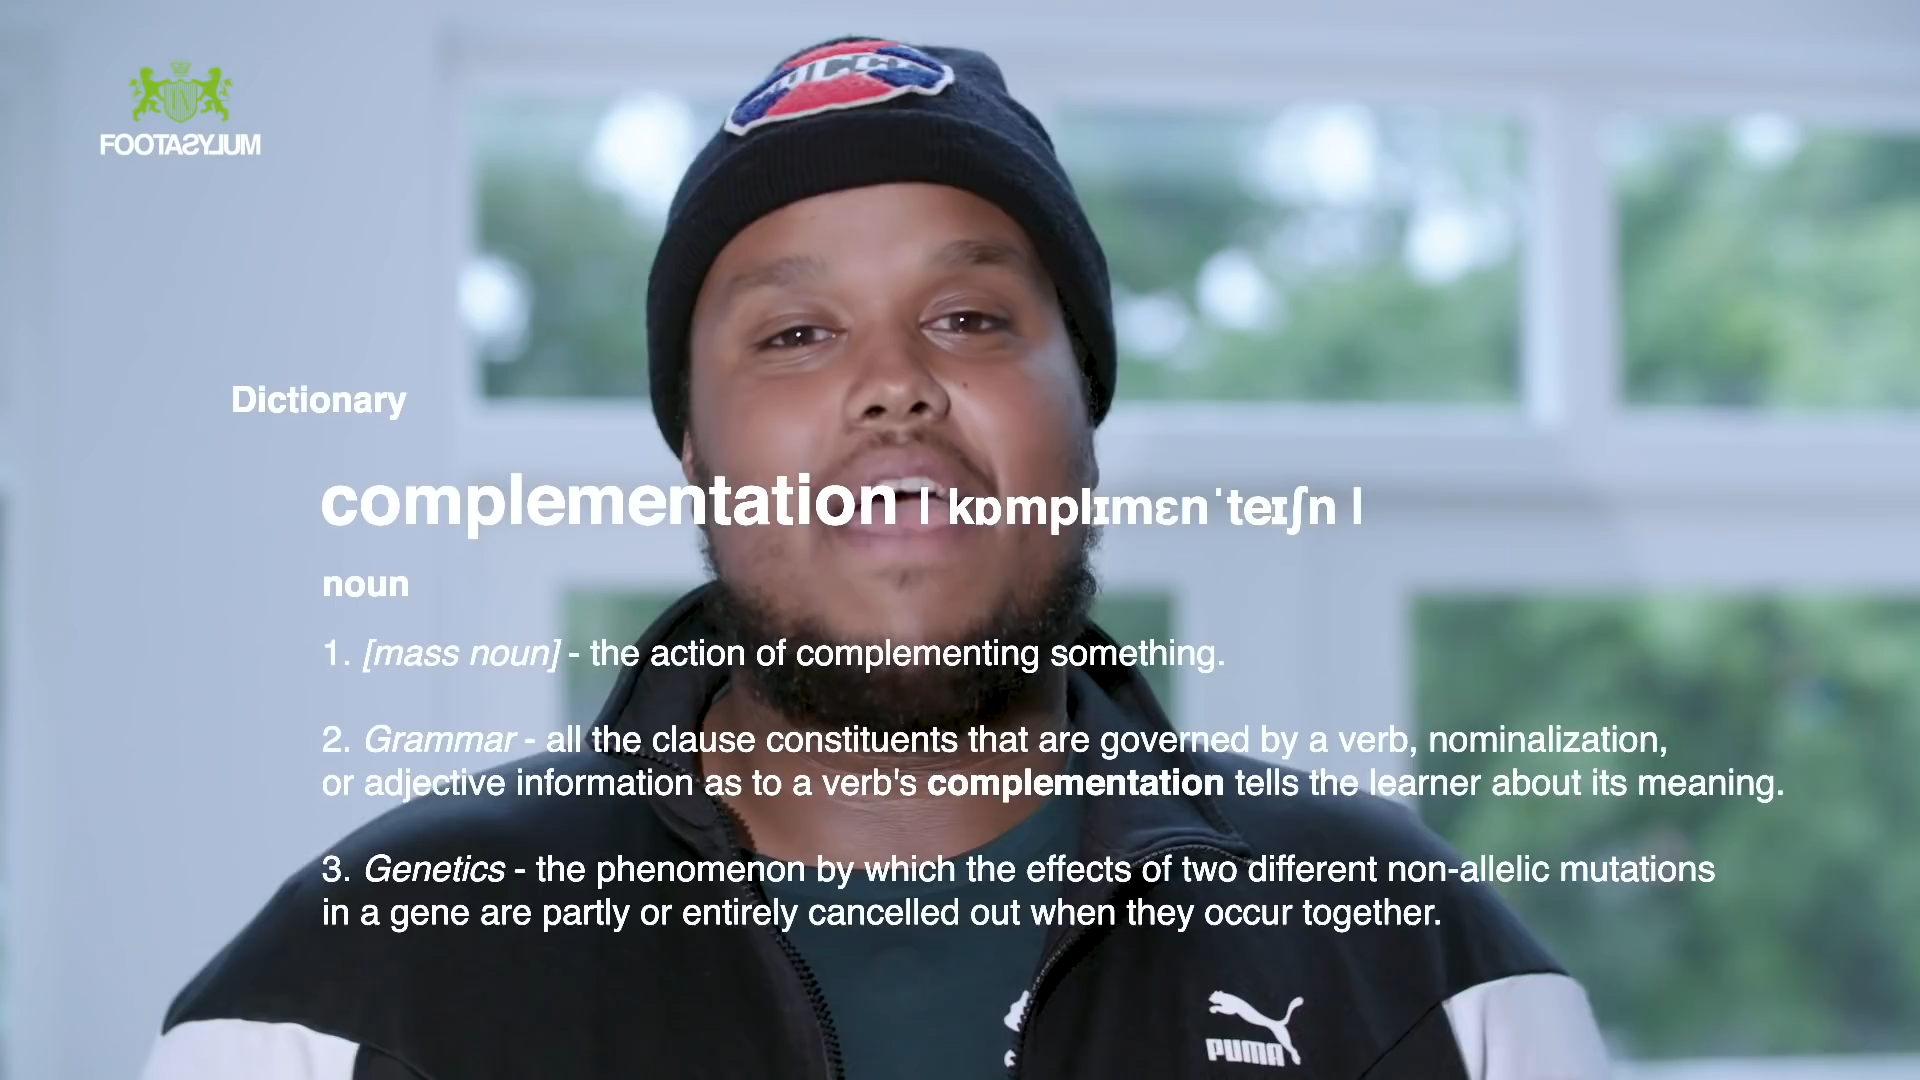 FOOTASYLUM
Dictionary
complementation | kɒmplɪmɛnˈteɪʃn |
noun
1. [mass noun] - the action of complementing something.
2. Grammar - all the clause constituents that are governed by a verb, nominalization,
or adjective information as to a verb's complementation tells the learner about its meaning.
3. Genetics - the phenomenon by which the effects of two different non-allelic mutations
in a gene are partly or entirely cancelled out when they occur together.
PUMA